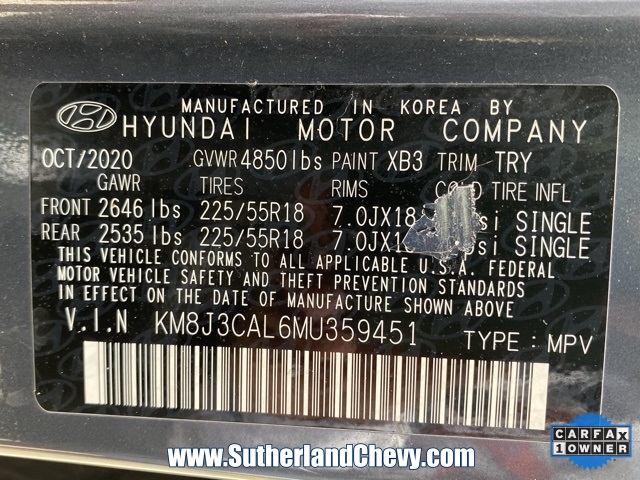 MANUFACTURED IN KOREA BY
HYUNDAI MOTOR COMPANY
OCT/2020 GVWR 4850 lbs PAINT XB3 TRIM TRY
GAWR TIRES RIMS TIRE INFL
FRONT 2646 lbs 225/55R18 7.0JX18 SINGLE
REAR 2535 lbs 225/55R18 SINGLE
THIS VEHICLE CONFORMS TO ALL APPLICABLE U.S.A. FEDERAL
MOTOR VEHICLE SAFETY AND THEFT PREVENTION STANDARDS IN
EFFECT ON THE DATE OF MANUFACTURE SHOWN ABOVE.
V.I.N KM8J3CAL6MU359451 TYPE : MPV
www.SutherlandChevy.com
CARFAX
1 OWNER